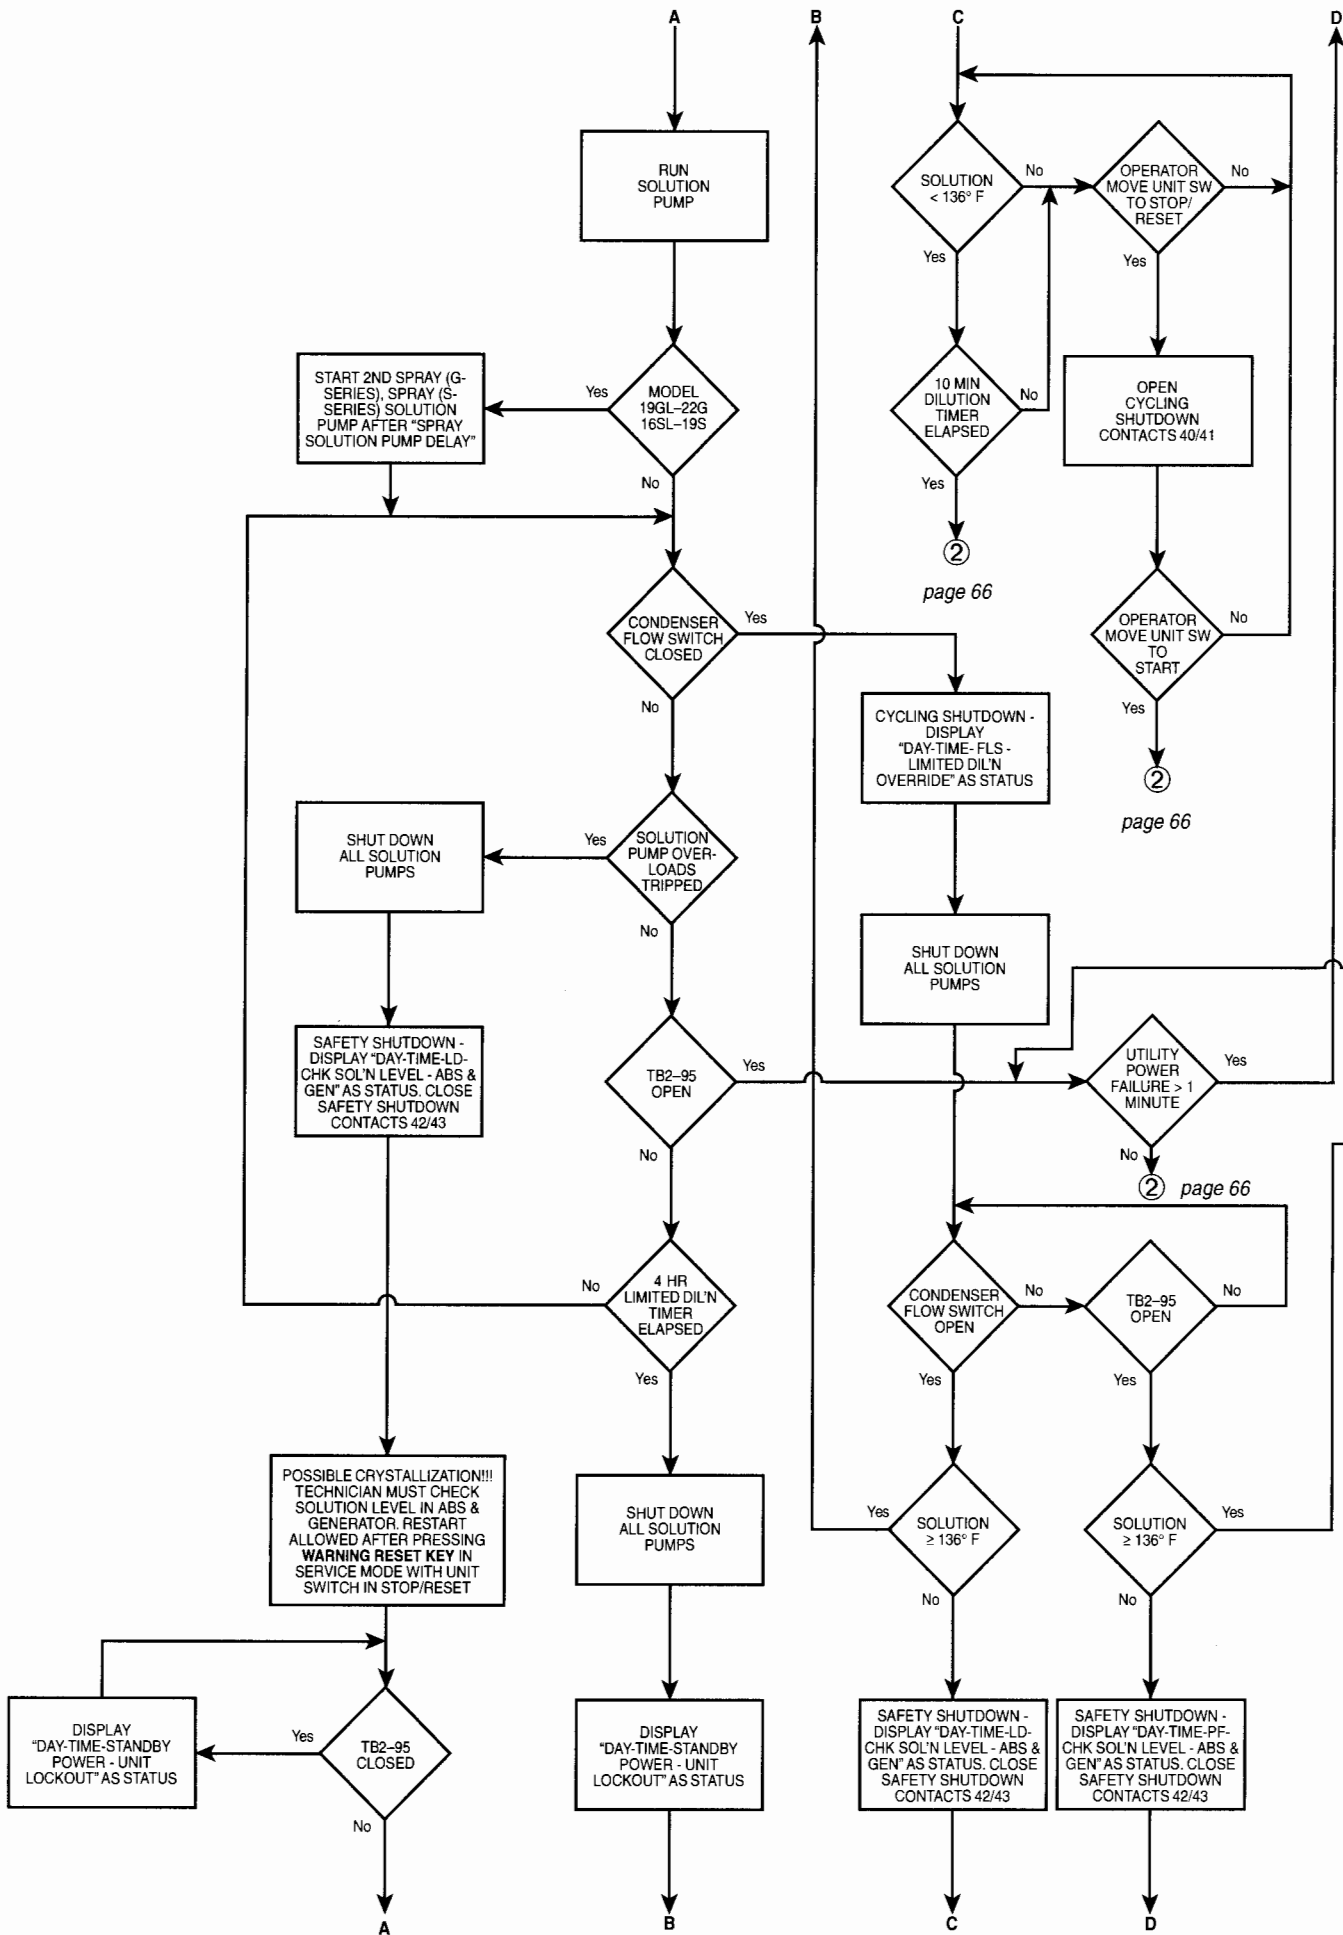 A
B
C
D
RUN
SOLUTION
PUMP
MODEL
19GL–22G
16SL–19S
Yes
No
START 2ND SPRAY (G-
SERIES), SPRAY (S-
SERIES) SOLUTION
PUMP AFTER “SPRAY
SOLUTION PUMP DELAY”
CONDENSER
FLOW SWITCH
CLOSED
Yes
No
SOLUTION
PUMP OVER-
LOADS
TRIPPED
Yes
No
SHUT DOWN
ALL SOLUTION
PUMPS
SAFETY SHUTDOWN -
DISPLAY “DAY-TIME-LD-
CHK SOL’N LEVEL - ABS &
GEN” AS STATUS. CLOSE
SAFETY SHUTDOWN
CONTACTS 42/43
TB2–95
OPEN
Yes
No
4 HR
LIMITED DIL’N
TIMER
ELAPSED
No
Yes
POSSIBLE CRYSTALLIZATION!!!
TECHNICIAN MUST CHECK
SOLUTION LEVEL IN ABS &
GENERATOR. RESTART
ALLOWED AFTER PRESSING
WARNING RESET KEY IN
SERVICE MODE WITH UNIT
SWITCH IN STOP/RESET
TB2–95
CLOSED
Yes
No
DISPLAY
“DAY-TIME-STANDBY
POWER - UNIT
LOCKOUT” AS STATUS
A
SHUT DOWN
ALL SOLUTION
PUMPS
DISPLAY
“DAY-TIME-STANDBY
POWER - UNIT
LOCKOUT” AS STATUS
B
SOLUTION
< 136° F
No
Yes
10 MIN
DILUTION
TIMER
ELAPSED
No
Yes
2
page 66
OPERATOR
MOVE UNIT SW
TO STOP/
RESET
No
Yes
OPEN
CYCLING
SHUTDOWN
CONTACTS 40/41
OPERATOR
MOVE UNIT SW
TO
START
No
Yes
2
page 66
CYCLING SHUTDOWN -
DISPLAY
“DAY-TIME- FLS -
LIMITED DIL’N
OVERRIDE” AS STATUS
SHUT DOWN
ALL SOLUTION
PUMPS
UTILITY
POWER
FAILURE > 1
MINUTE
Yes
No
2 page 66
CONDENSER
FLOW SWITCH
OPEN
No
Yes
TB2–95
OPEN
No
Yes
SOLUTION
≥ 136° F
Yes
No
SOLUTION
≥ 136° F
Yes
No
SAFETY SHUTDOWN -
DISPLAY “DAY-TIME-LD-
CHK SOL’N LEVEL - ABS &
GEN” AS STATUS. CLOSE
SAFETY SHUTDOWN
CONTACTS 42/43
C
SAFETY SHUTDOWN -
DISPLAY “DAY-TIME-PF-
CHK SOL’N LEVEL - ABS &
GEN” AS STATUS. CLOSE
SAFETY SHUTDOWN
CONTACTS 42/43
D